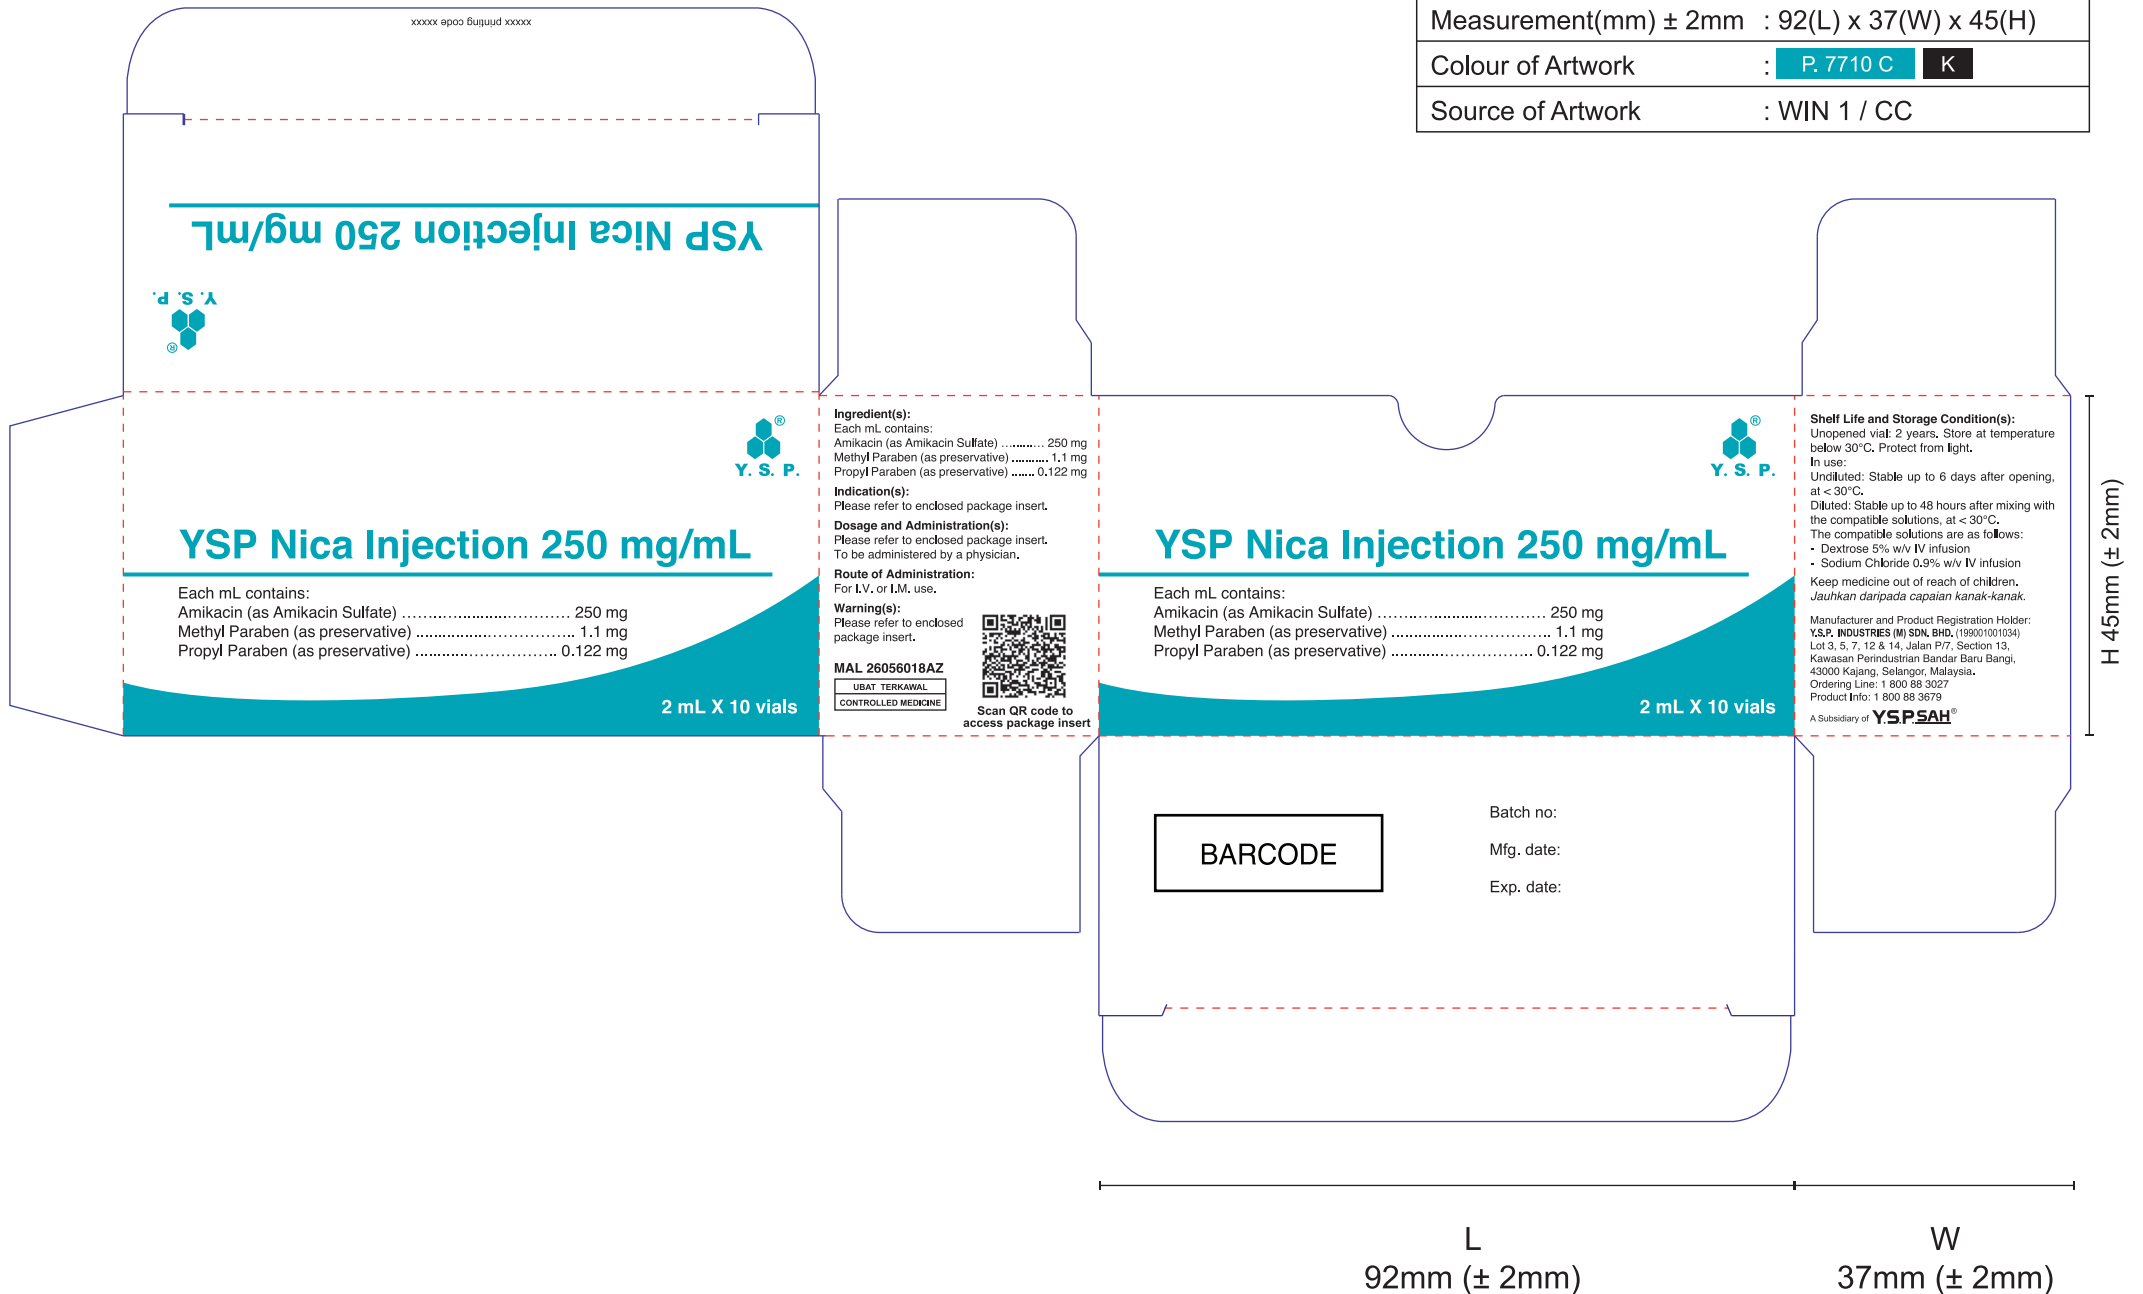 xxxxx printing code xxxxx
Measurement(mm) ± 2mm : 92(L) x 37(W) x 45(H)
Colour of Artwork : P. 7710 C K
Source of Artwork : WIN 1 / CC
YSP Nica Injection 250 mg/mL
Y. S. P.
®
®
Y. S. P.
YSP Nica Injection 250 mg/mL
Each mL contains:
Amikacin (as Amikacin Sulfate) ............................ 250 mg
Methyl Paraben (as preservative) ............................ 1.1 mg
Propyl Paraben (as preservative) ......................... 0.122 mg
2 mL X 10 vials
Ingredient(s):
Each mL contains:
Amikacin (as Amikacin Sulfate) ........... 250 mg
Methyl Paraben (as preservative) .......... 1.1 mg
Propyl Paraben (as preservative) ...... 0.122 mg
Indication(s):
Please refer to enclosed package insert.
Dosage and Administration(s):
Please refer to enclosed package insert.
To be administered by a physician.
Route of Administration:
For I.V. or I.M. use.
Warning(s):
Please refer to enclosed
package insert.
MAL 26056018AZ
UBAT TERKAWAL
CONTROLLED MEDICINE
Scan QR code to
access package insert
®
Y. S. P.
YSP Nica Injection 250 mg/mL
Each mL contains:
Amikacin (as Amikacin Sulfate) ............................ 250 mg
Methyl Paraben (as preservative) ............................ 1.1 mg
Propyl Paraben (as preservative) ......................... 0.122 mg
2 mL X 10 vials
Shelf Life and Storage Condition(s):
Unopened vial: 2 years. Store at temperature
below 30°C. Protect from light.
In use:
Undiluted: Stable up to 6 days after opening,
at < 30°C.
Diluted: Stable up to 48 hours after mixing with
the compatible solutions, at < 30°C.
The compatible solutions are as follows:
- Dextrose 5% w/v IV infusion
- Sodium Chloride 0.9% w/v IV infusion
Keep medicine out of reach of children.
Jauhkan daripada capaian kanak-kanak.
Manufacturer and Product Registration Holder:
Y.S.P. INDUSTRIES (M) SDN. BHD. (199001001034)
Lot 3, 5, 7, 12 & 14, Jalan P/7, Section 13,
Kawasan Perindustrian Bandar Baru Bangi,
43000 Kajang, Selangor, Malaysia.
Ordering Line: 1 800 88 3027
Product Info: 1 800 88 3679
A Subsidiary of Y.S.P.SAH®
H 45mm (± 2mm)
BARCODE
Batch no:
Mfg. date:
Exp. date:
L
92mm (± 2mm)
W
37mm (± 2mm)